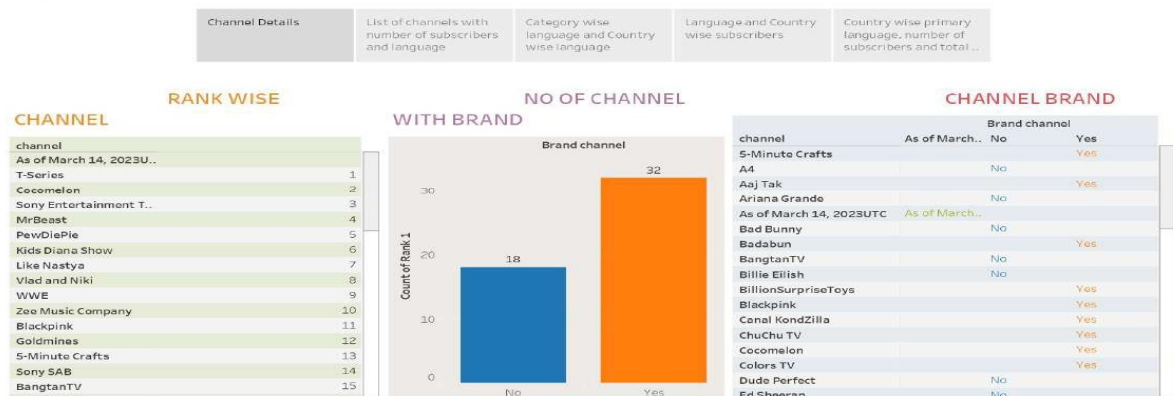 Channel Details
List of channels with
number of subscribers
and language
Category wise
language and Country
wise language
Language and Country
wise subscribers
Country wise primary
language, number of
subscribers and total ..
RANK WISE
CHANNEL
channel
As of March 14, 2023U..
T-Series 1
Cocomelon 2
Sony Entertainment T.. 3
MrBeast 4
PewDiePie 5
Kids Diana Show 6
Like Nastya 7
Vlad and Niki 8
WWE 9
Zee Music Company 10
Blackpink 11
Goldmines 12
5-Minute Crafts 13
Sony SAB 14
BangtanTV 15
NO OF CHANNEL
WITH BRAND
Brand channel
32
30
18
20
10
0
Count of Rank 1
No Yes
CHANNEL BRAND
Brand channel
channel As of March.. No Yes
5-Minute Crafts Yes
A4 No
Aaj Tak Yes
Ariana Grande No
As of March 14, 2023UTC As of March..
Bad Bunny No
Badabun Yes
BangtanTV No
Billie Eilish No
BillionSurpriseToys Yes
Blackpink Yes
Canal KondZilla Yes
ChuChu TV Yes
Cocomelon Yes
Colors TV Yes
Dude Perfect No
Ed Sheeran No